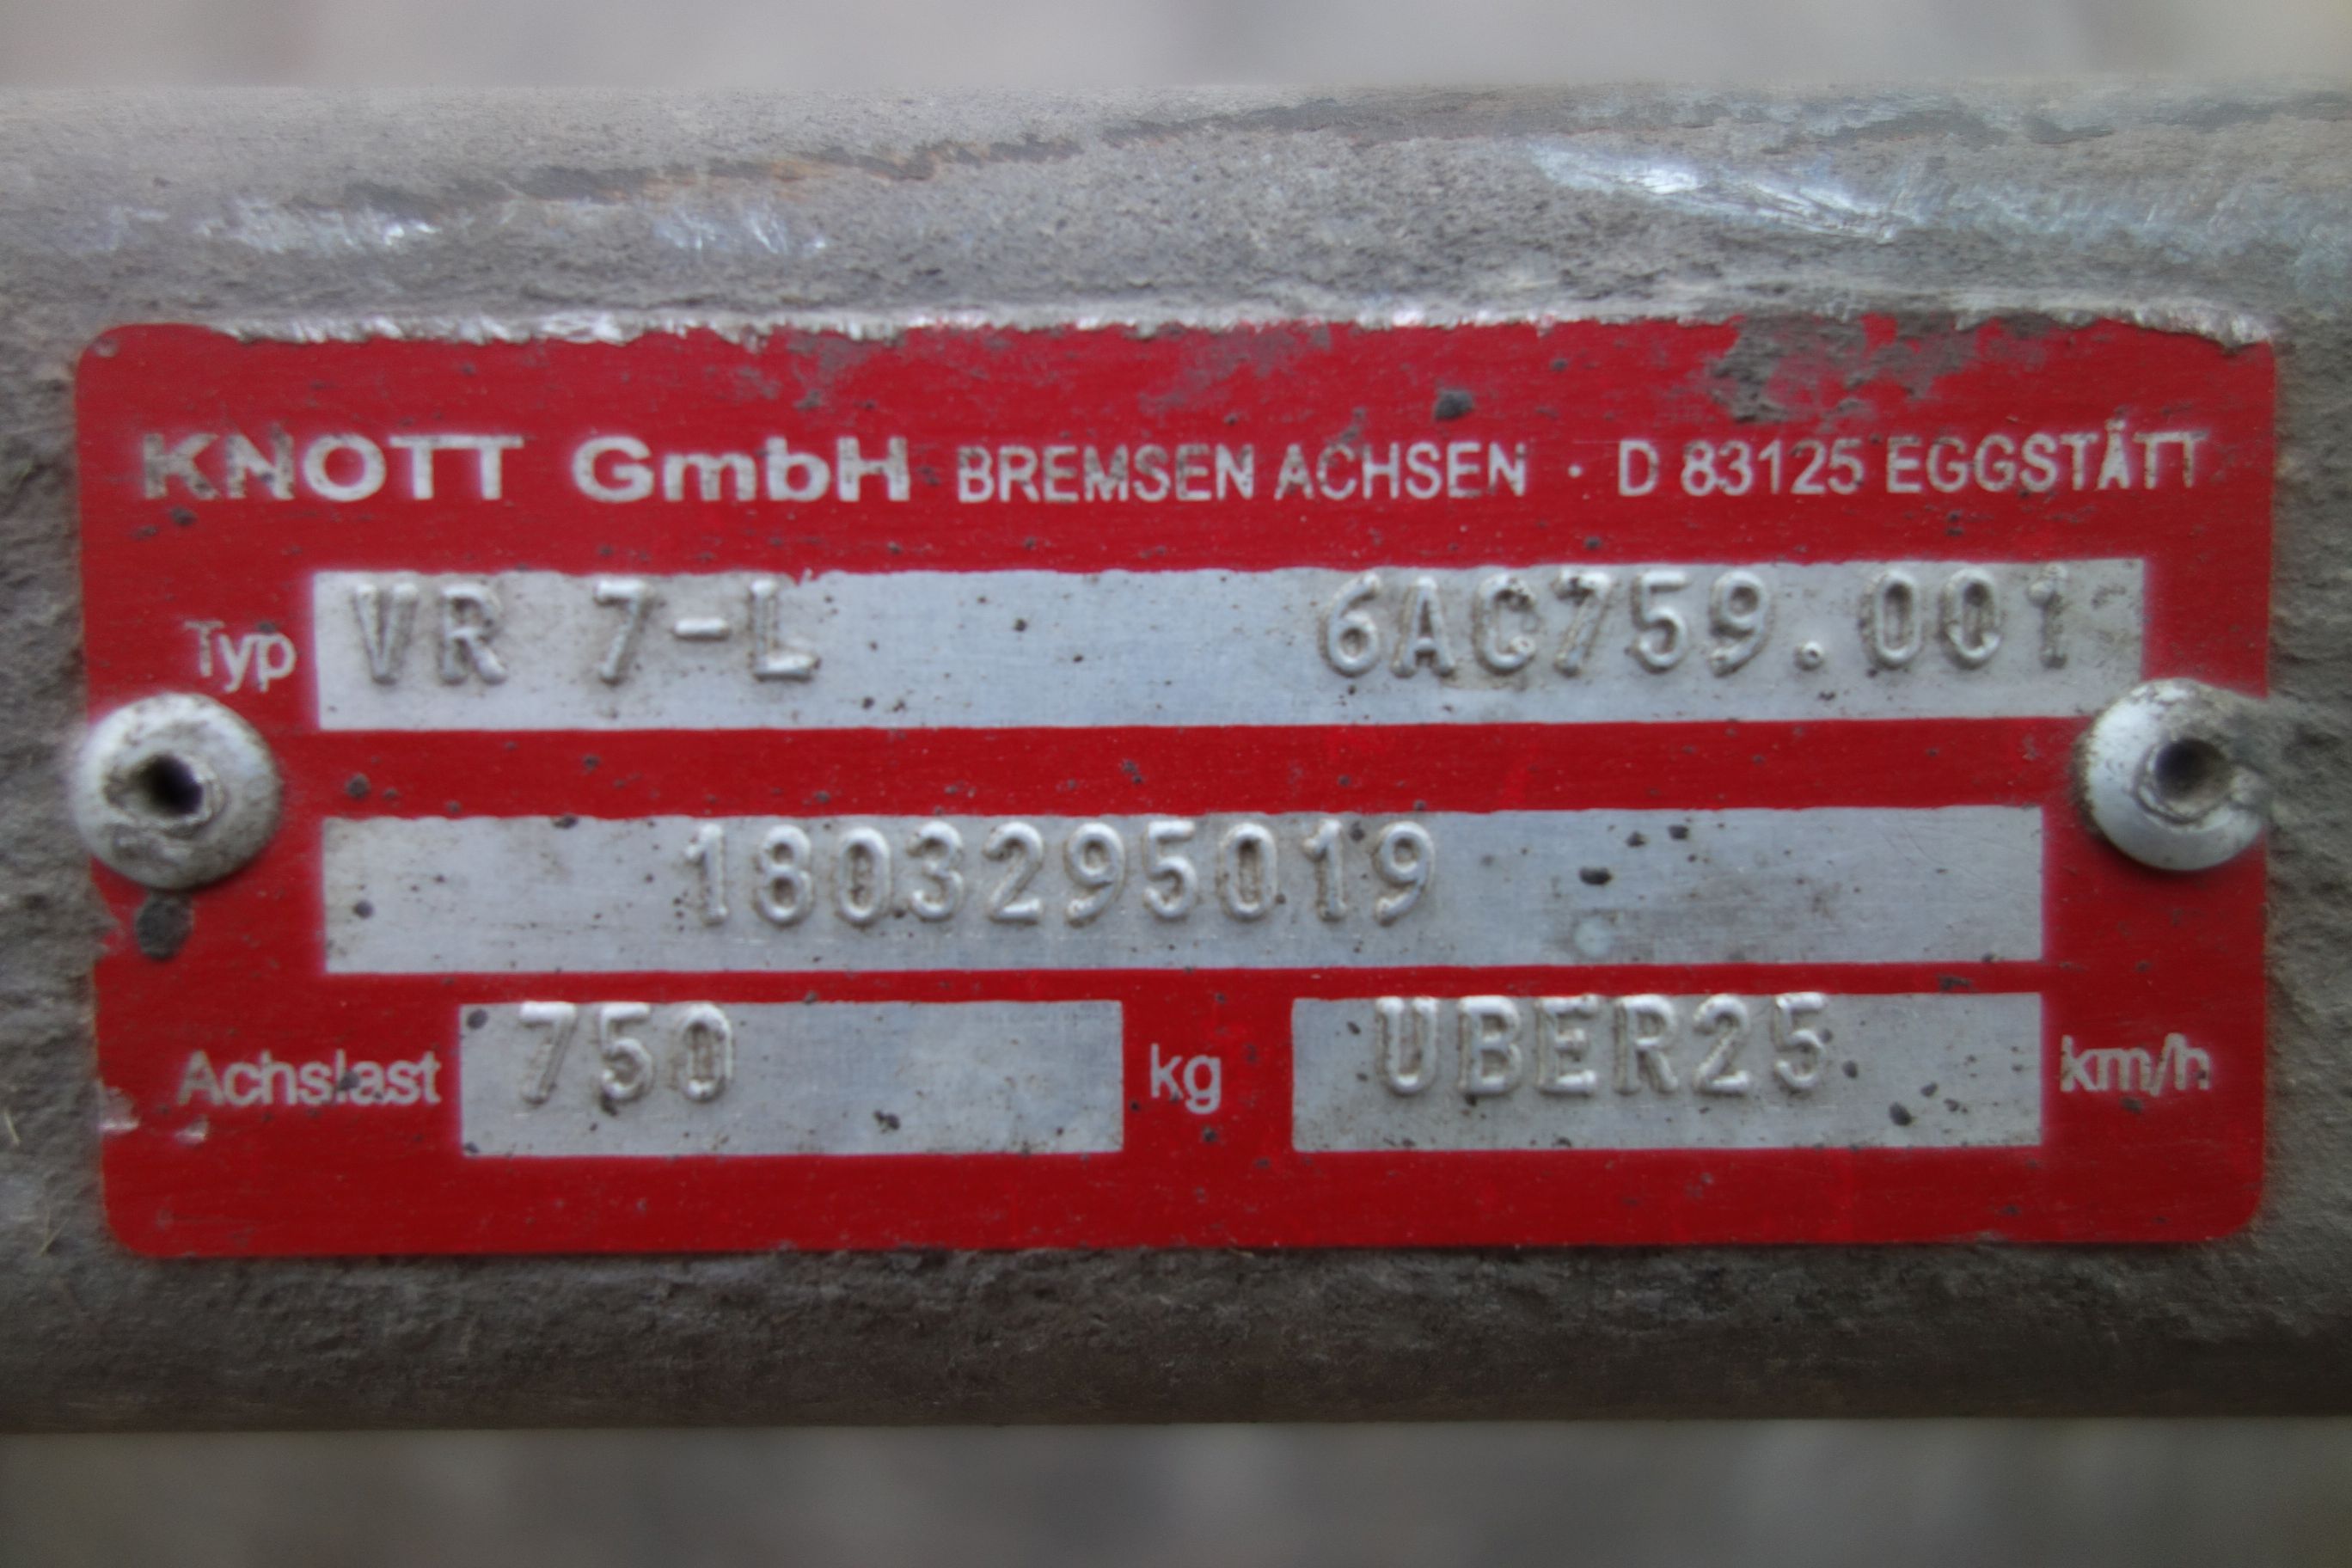 KNOTT GmbH BREMSEN ACHSEN · D 83125 EGGSTÄTT
Typ VR 7-L 6AC759.001
1803295019
Achslast 750 kg UBER25 km/h